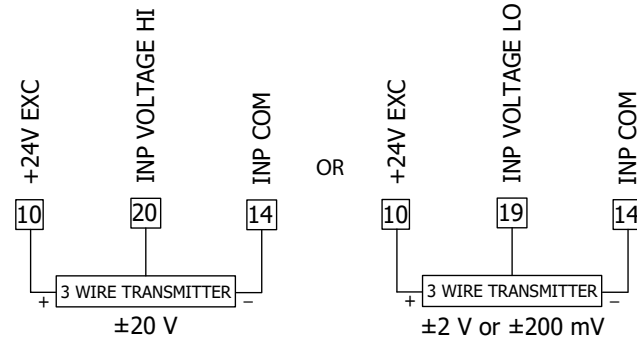 +24V EXC
INP VOLTAGE HI
INP COM
10
20
14
+ 3 WIRE TRANSMITTER –
±20 V
OR
+24V EXC
INP VOLTAGE LO
INP COM
10
19
14
+ 3 WIRE TRANSMITTER –
±2 V or ±200 mV